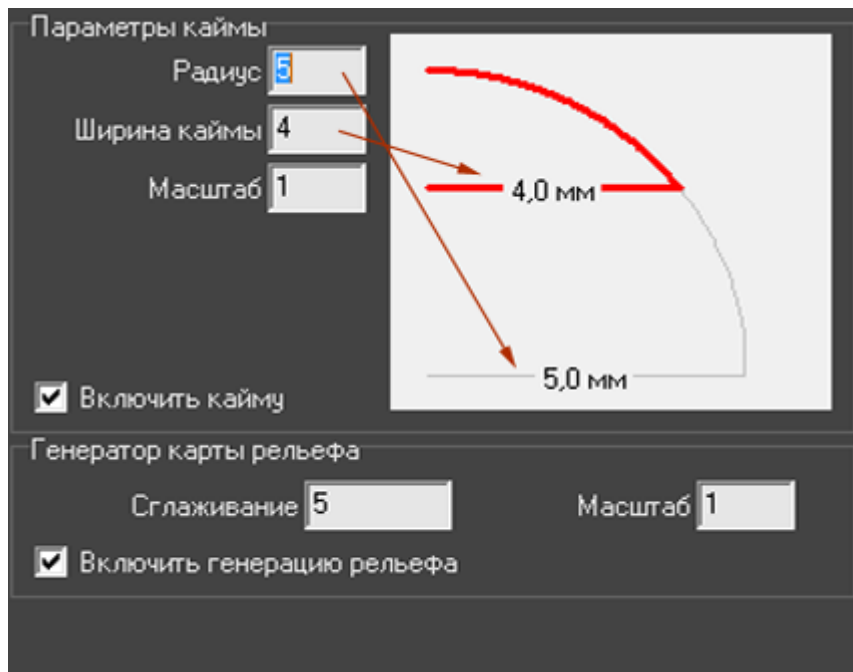 Параметры каймы
Радиус 5
Ширина каймы 4
Масштаб 1
4,0 мм
5,0 мм
Включить кайму
Генератор карты рельефа
Сглаживание 5 Масштаб 1
Включить генерацию рельефа